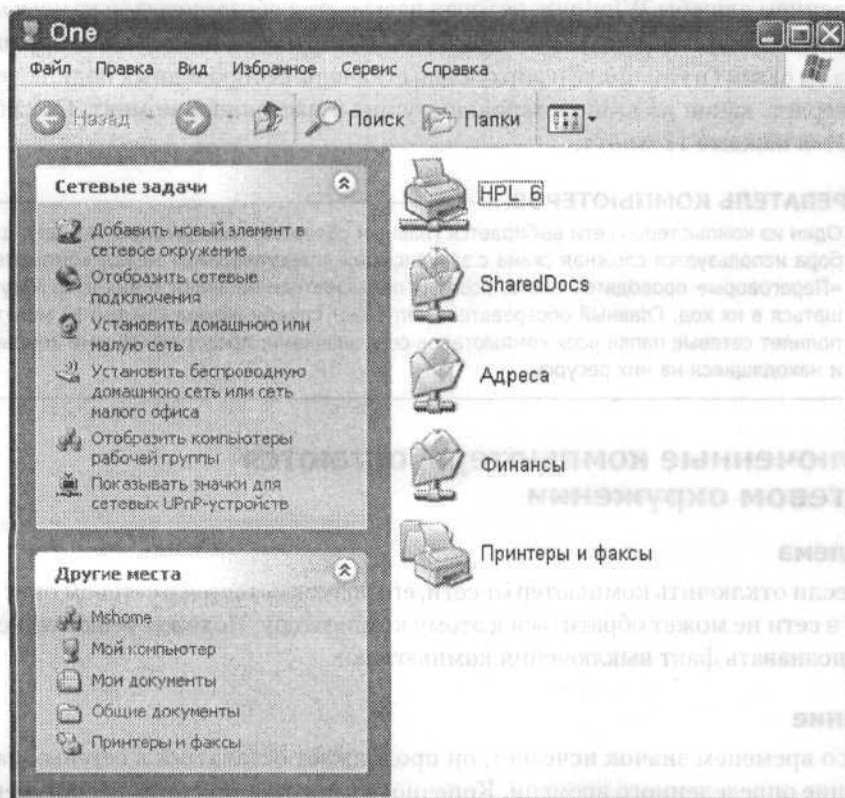 One
Файл Правка Вид Избранное Сервис Справка
Назад Поиск Папки
Сетевые задачи
Добавить новый элемент в
сетевое окружение
Отобразить сетевые
подключения
Установить домашнюю или
малую сеть
Установить беспроводную
домашнюю сеть или сеть
малого офиса
Отобразить компьютеры
рабочей группы
Показывать значки для
сетевых UPnP-устройств
Другие места
Mshome
Мой компьютер
Мои документы
Общие документы
Принтеры и факсы
HPL 6
SharedDocs
Адреса
Финансы
Принтеры и факсы